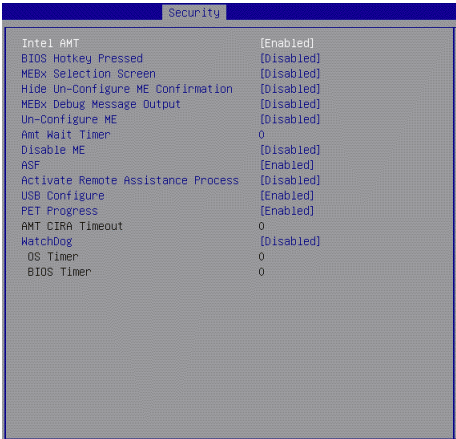 Security
Intel AMT [Enabled]
BIOS Hotkey Pressed [Disabled]
MEBx Selection Screen [Disabled]
Hide Un-Configure ME Confirmation [Disabled]
MEBx Debug Message Output [Disabled]
Un-Configure ME [Disabled]
Amt Wait Timer 0
Disable ME [Disabled]
ASF [Enabled]
Activate Remote Assistance Process [Disabled]
USB Configure [Enabled]
PET Progress [Enabled]
AMT CIRA Timeout 0
WatchDog [Disabled]
OS Timer 0
BIOS Timer 0